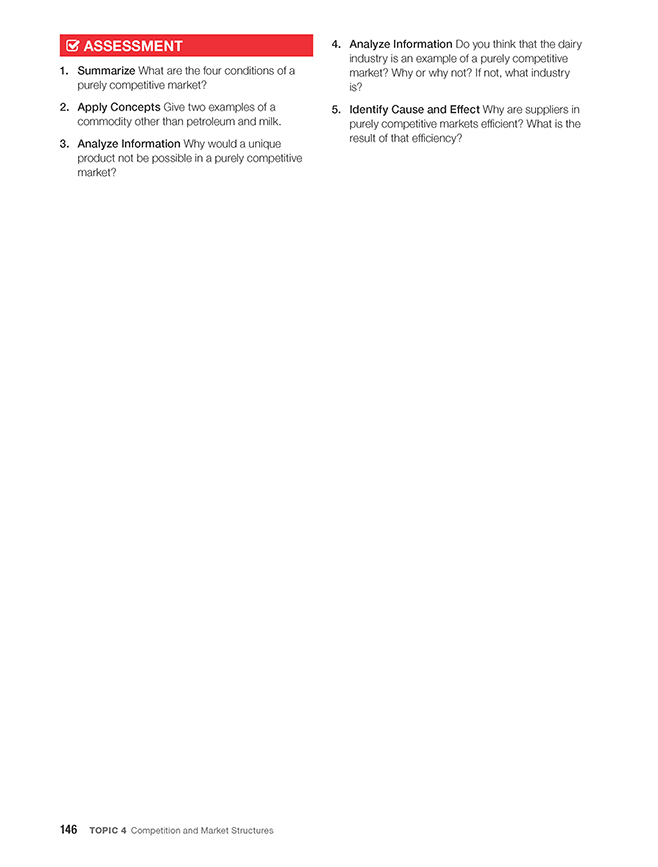 ASSESSMENT
1. Summarize What are the four conditions of a
purely competitive market?
2. Apply Concepts Give two examples of a
commodity other than petroleum and milk.
3. Analyze Information Why would a unique
product not be possible in a purely competitive
market?
4. Analyze Information Do you think that the dairy
industry is an example of a purely competitive
market? Why or why not? If not, what industry
is?
5. Identify Cause and Effect Why are suppliers in
purely competitive markets efficient? What is the
result of that efficiency?
146 TOPIC 4 Competition and Market Structures